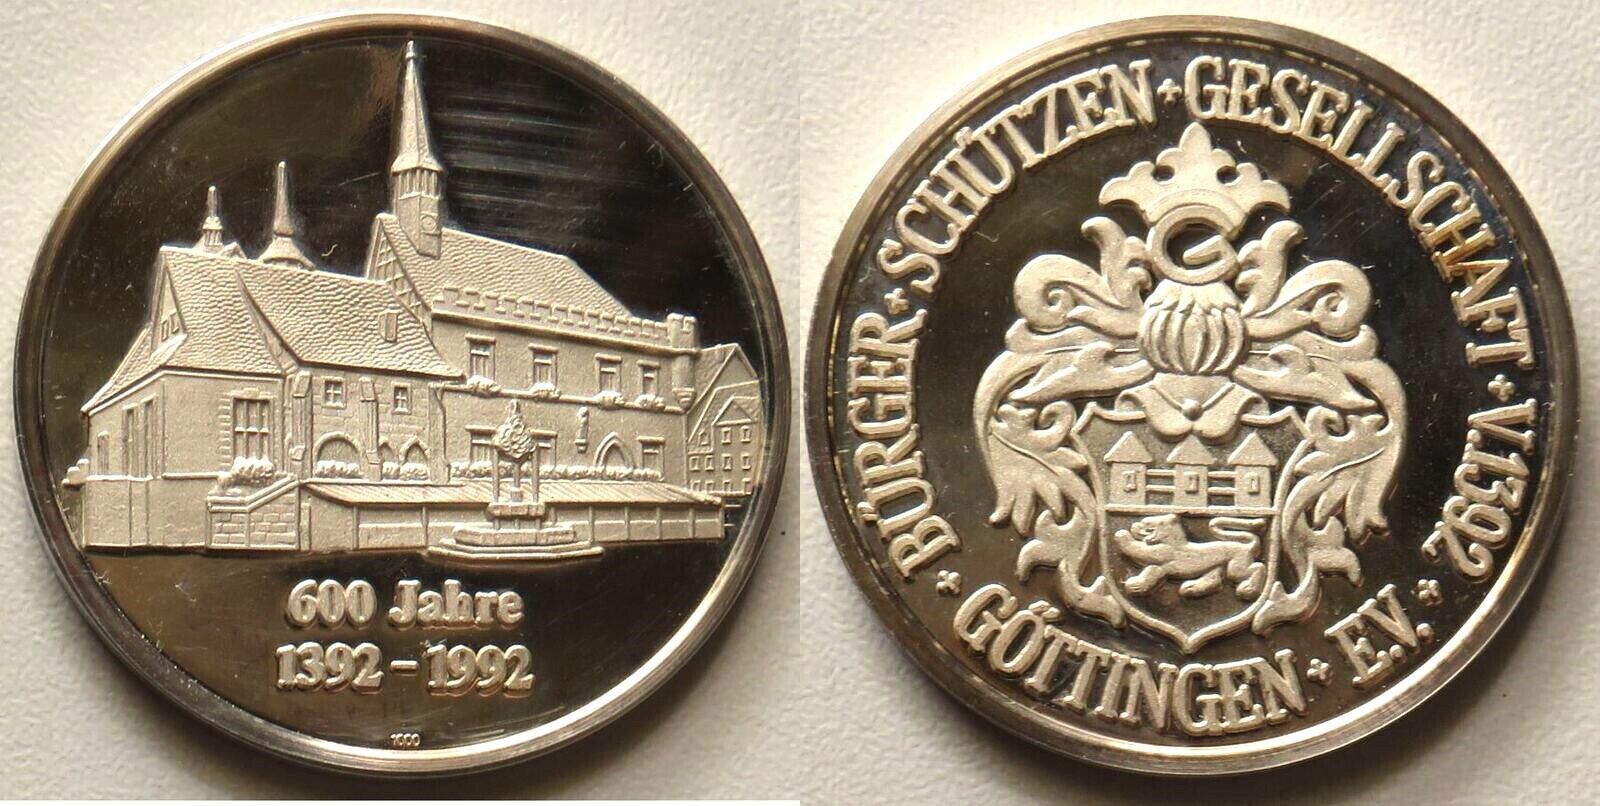 600 Jahre
1392 - 1992
1000
BÜRGER + SCHÜTZEN + GESELLSCHAFT + V. 1392
+ GÖTTINGEN + E.V. +
G